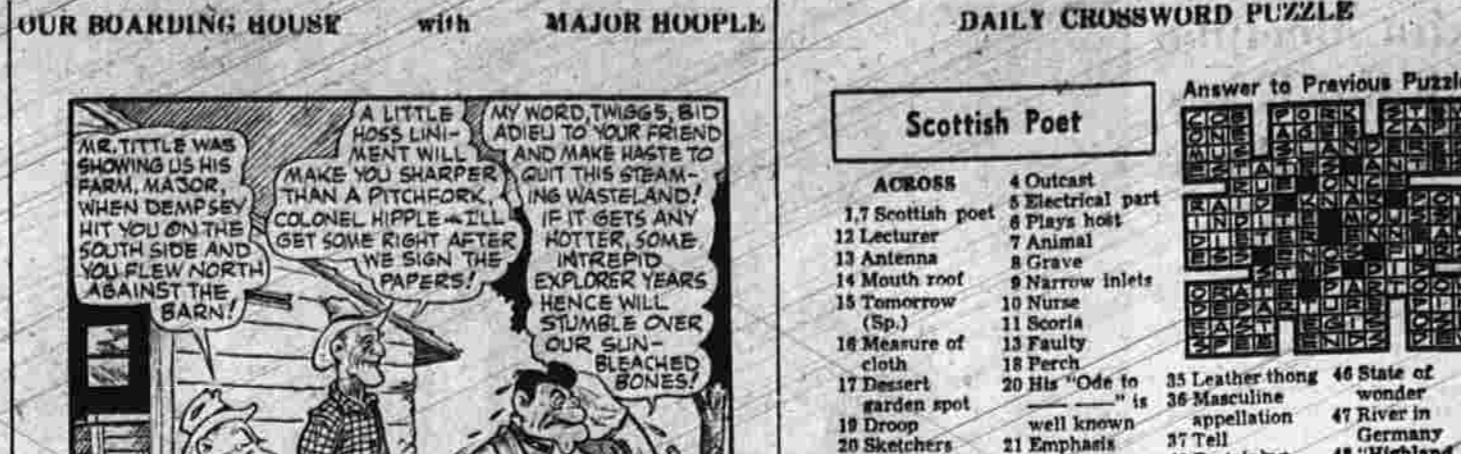 OUR BOARDING HOUSE with MAJOR HOOPLE
MR. TITTLE WAS
SHOWING US HIS
FARM, MAJOR,
WHEN DEMPSEY
HIT YOU ON THE
SOUTH SIDE AND
YOU FLEW NORTH
AGAINST THE
BARN!
A LITTLE
HOSS LINI-
MENT WILL
MAKE YOU SHARPER
THAN A PITCHFORK,
COLONEL HIPPLE - I'LL
GET SOME RIGHT AFTER
WE SIGN THE
PAPERS!
MY WORD, TWIGGS, BID
ADIEU TO YOUR FRIEND
AND MAKE HASTE TO
QUIT THIS STEAM-
ING WASTELAND!
IF IT GETS ANY
HOTTER, SOME
INTREPID
EXPLORER YEARS
HENCE WILL
STUMBLE OVER
OUR SUN-
BLEACHED
BONES!
DAILY CROSSWORD PUZZLE
Scottish Poet
ACROSS
1,7 Scottish poet
12 Lecturer
13 Antenna
14 Mouth roof
15 Tomorrow
(Sp.)
16 Measure of
cloth
17 Dessert
garden spot
19 Droop
20 Sketchers
4 Outcast
5 Electrical part
6 Plays host
7 Animal
8 Grave
9 Narrow inlets
10 Nurse
11 Scoria
13 Faulty
18 Perch
20 His "Ode to
—— ——" is
well known
21 Emphasis
Answer to Previous Puzzle
35 Leather thong
36 Masculine
appellation
37 Tell
46 State of
wonder
47 River in
Germany
48 "Highland